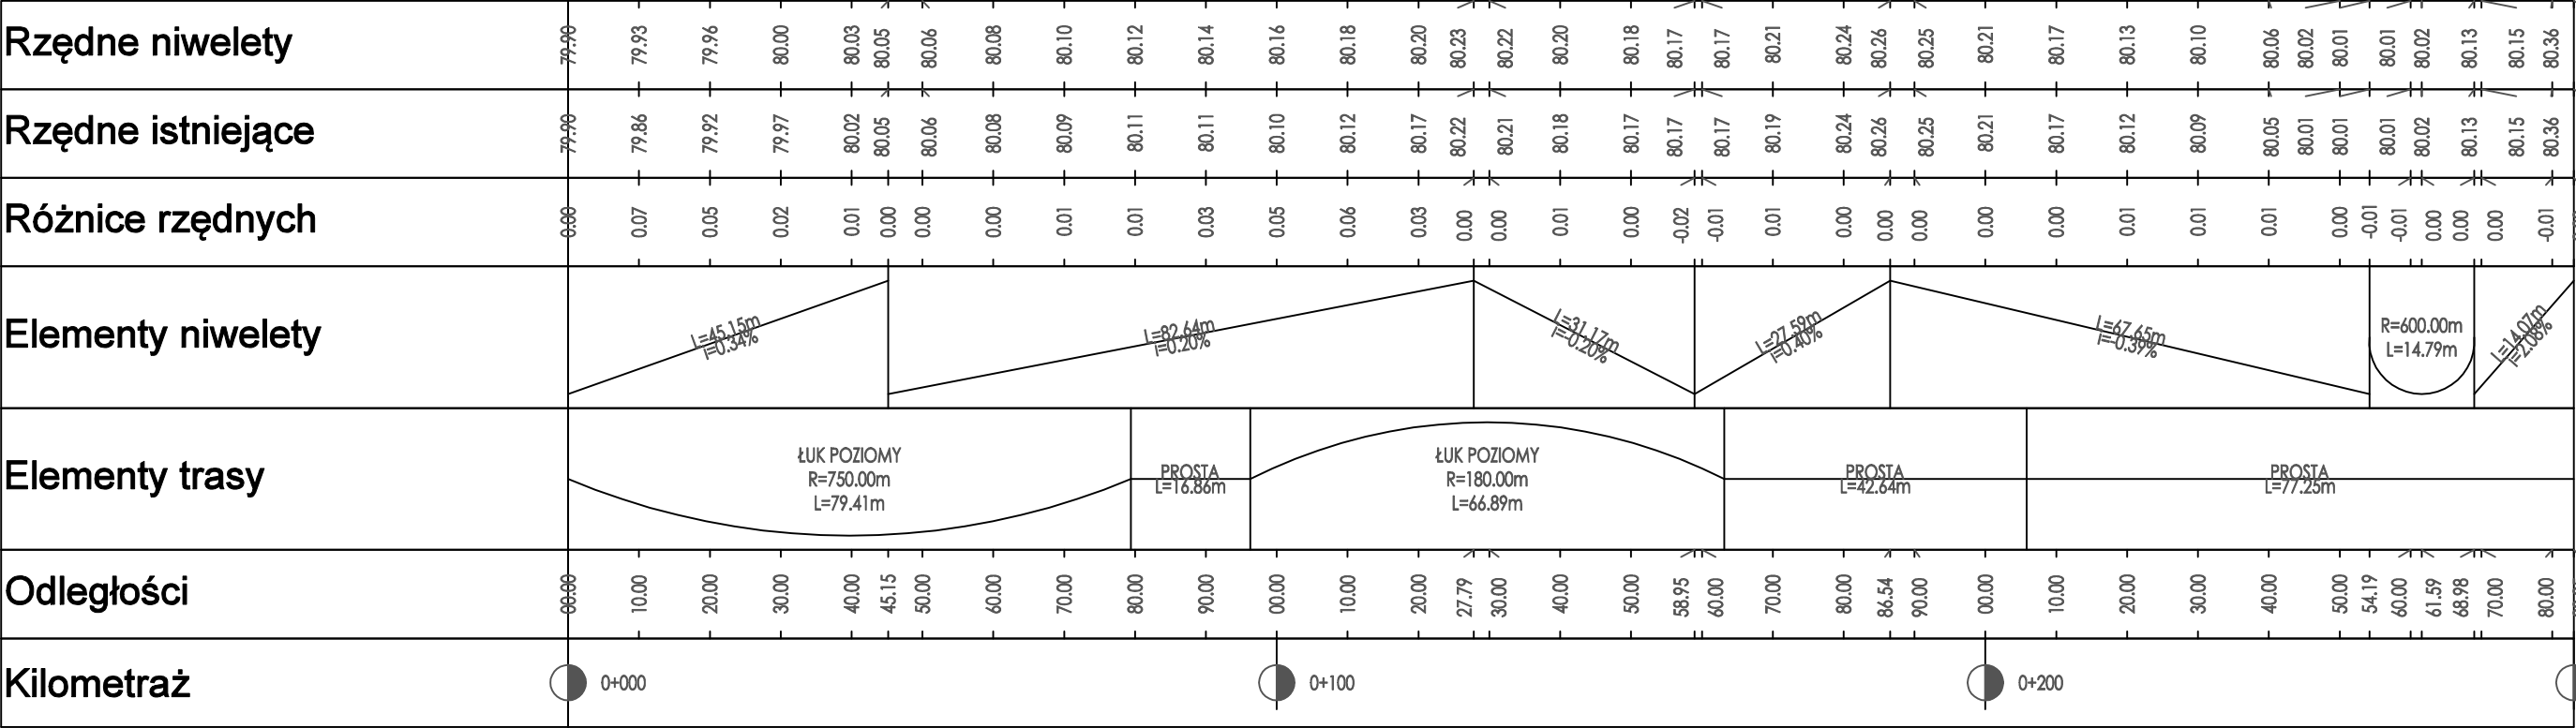 Rzędne niwelety 79.90 79.93 79.96 80.00 80.03 80.05 80.06 80.08 80.10 80.12 80.14 80.16 80.18 80.20 80.23 80.22 80.20 80.18 80.17 80.17 80.21 80.24 80.26 80.25 80.21 80.17 80.13 80.10 80.06 80.02 80.01 80.01 80.02 80.13 80.15 80.36
Rzędne istniejące 79.90 79.86 79.92 79.97 80.02 80.05 80.06 80.08 80.09 80.11 80.11 80.10 80.12 80.17 80.22 80.21 80.18 80.17 80.17 80.17 80.19 80.24 80.26 80.25 80.21 80.17 80.12 80.09 80.05 80.01 80.01 80.01 80.02 80.13 80.15 80.36
Różnice rzędnych 0.00 0.07 0.05 0.02 0.01 0.00 0.00 0.00 0.01 0.01 0.03 0.05 0.06 0.03 0.00 0.00 0.01 0.00 -0.02 -0.01 0.01 0.00 0.00 0.00 0.00 0.00 0.01 0.01 0.01 0.00 -0.01 -0.01 0.00 0.00 0.00 -0.01
Elementy niwelety
L=45.15m
i=0.34%
L=82.64m
i=0.20%
L=31.17m
i=-0.20%
L=27.59m
i=0.40%
L=67.65m
i=-0.39%
R=600.00m
L=14.79m
L=14.07m
i=2.08%
Elementy trasy
ŁUK POZIOMY
R=750.00m
L=79.41m
PROSTA
L=16.86m
ŁUK POZIOMY
R=180.00m
L=66.89m
PROSTA
L=42.64m
PROSTA
L=77.25m
Odległości 00.00 10.00 20.00 30.00 40.00 45.15 50.00 60.00 70.00 80.00 90.00 00.00 10.00 20.00 27.79 30.00 40.00 50.00 58.95 60.00 70.00 80.00 86.54 90.00 00.00 10.00 20.00 30.00 40.00 50.00 54.19 60.00 61.59 68.98 70.00 80.00
Kilometraż 0+000 0+100 0+200